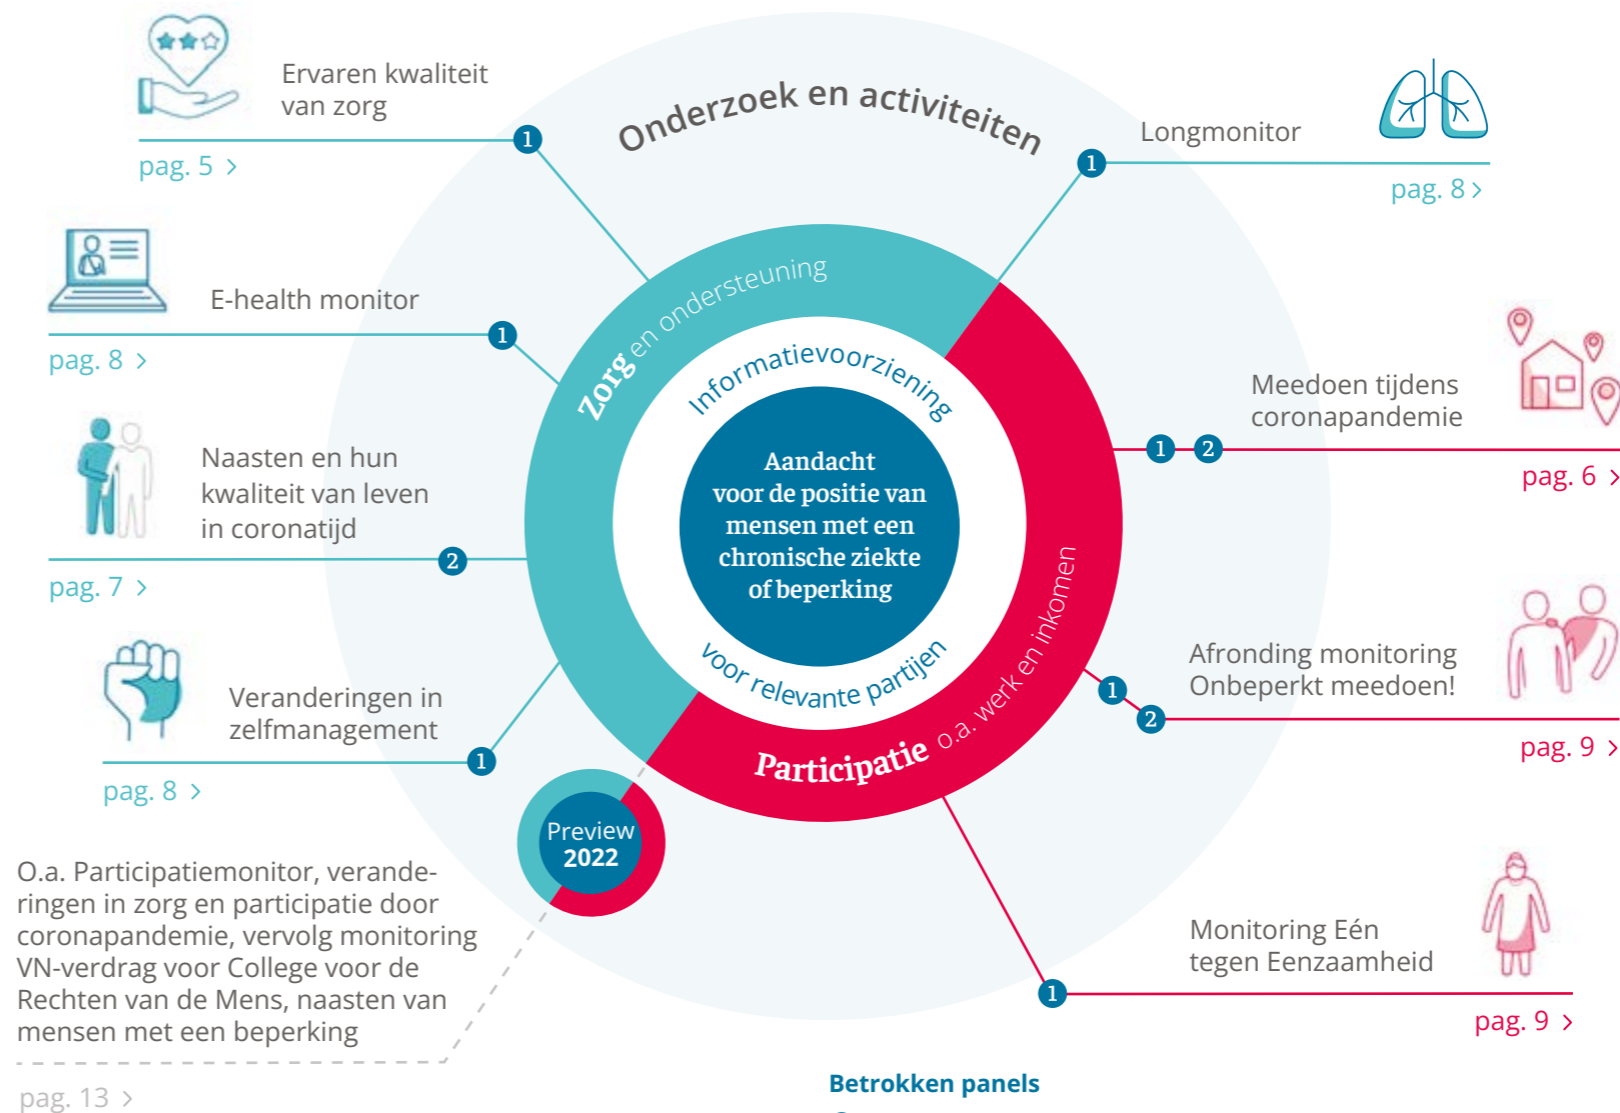 Onderzoek en activiteiten
Ervaren kwaliteit
van zorg
1
pag. 5 >
E-health monitor
1
pag. 8 >
Naasten en hun
kwaliteit van leven
in coronatijd
2
pag. 7 >
Veranderingen in
zelfmanagement
1
pag. 8 >
Zorg en ondersteuning
Informatievoorziening
Aandacht
voor de positie van
mensen met een
chronische ziekte
of beperking
voor relevante partijen
Participatie o.a. werk en inkomen
Longmonitor
1
pag. 8 >
Meedoen tijdens
coronapandemie
1 2
pag. 6 >
Afronding monitoring
Onbeperkt meedoen!
1
2
pag. 9 >
Monitoring Eén
tegen Eenzaamheid
1
pag. 9 >
Preview
2022
O.a. Participatiemonitor, verande-
ringen in zorg en participatie door
coronapandemie, vervolg monitoring
VN-verdrag voor College voor de
Rechten van de Mens, naasten van
mensen met een beperking
pag. 13 >
Betrokken panels